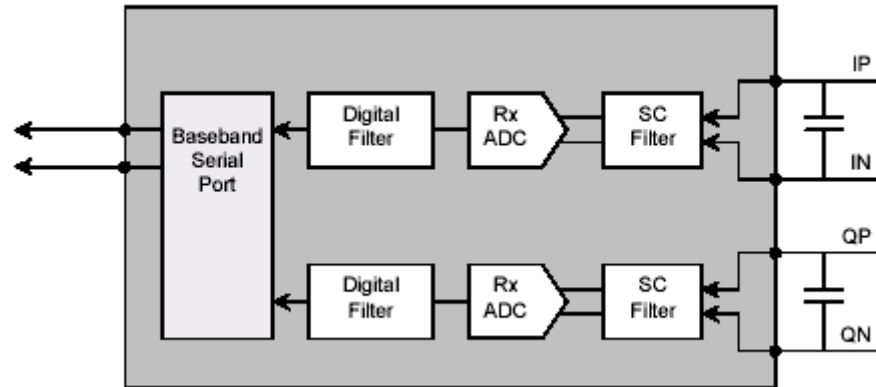 IP
Baseband
Serial
Port
Digital
Filter
Rx
ADC
SC
Filter
IN
QP
Digital
Filter
Rx
ADC
SC
Filter
QN